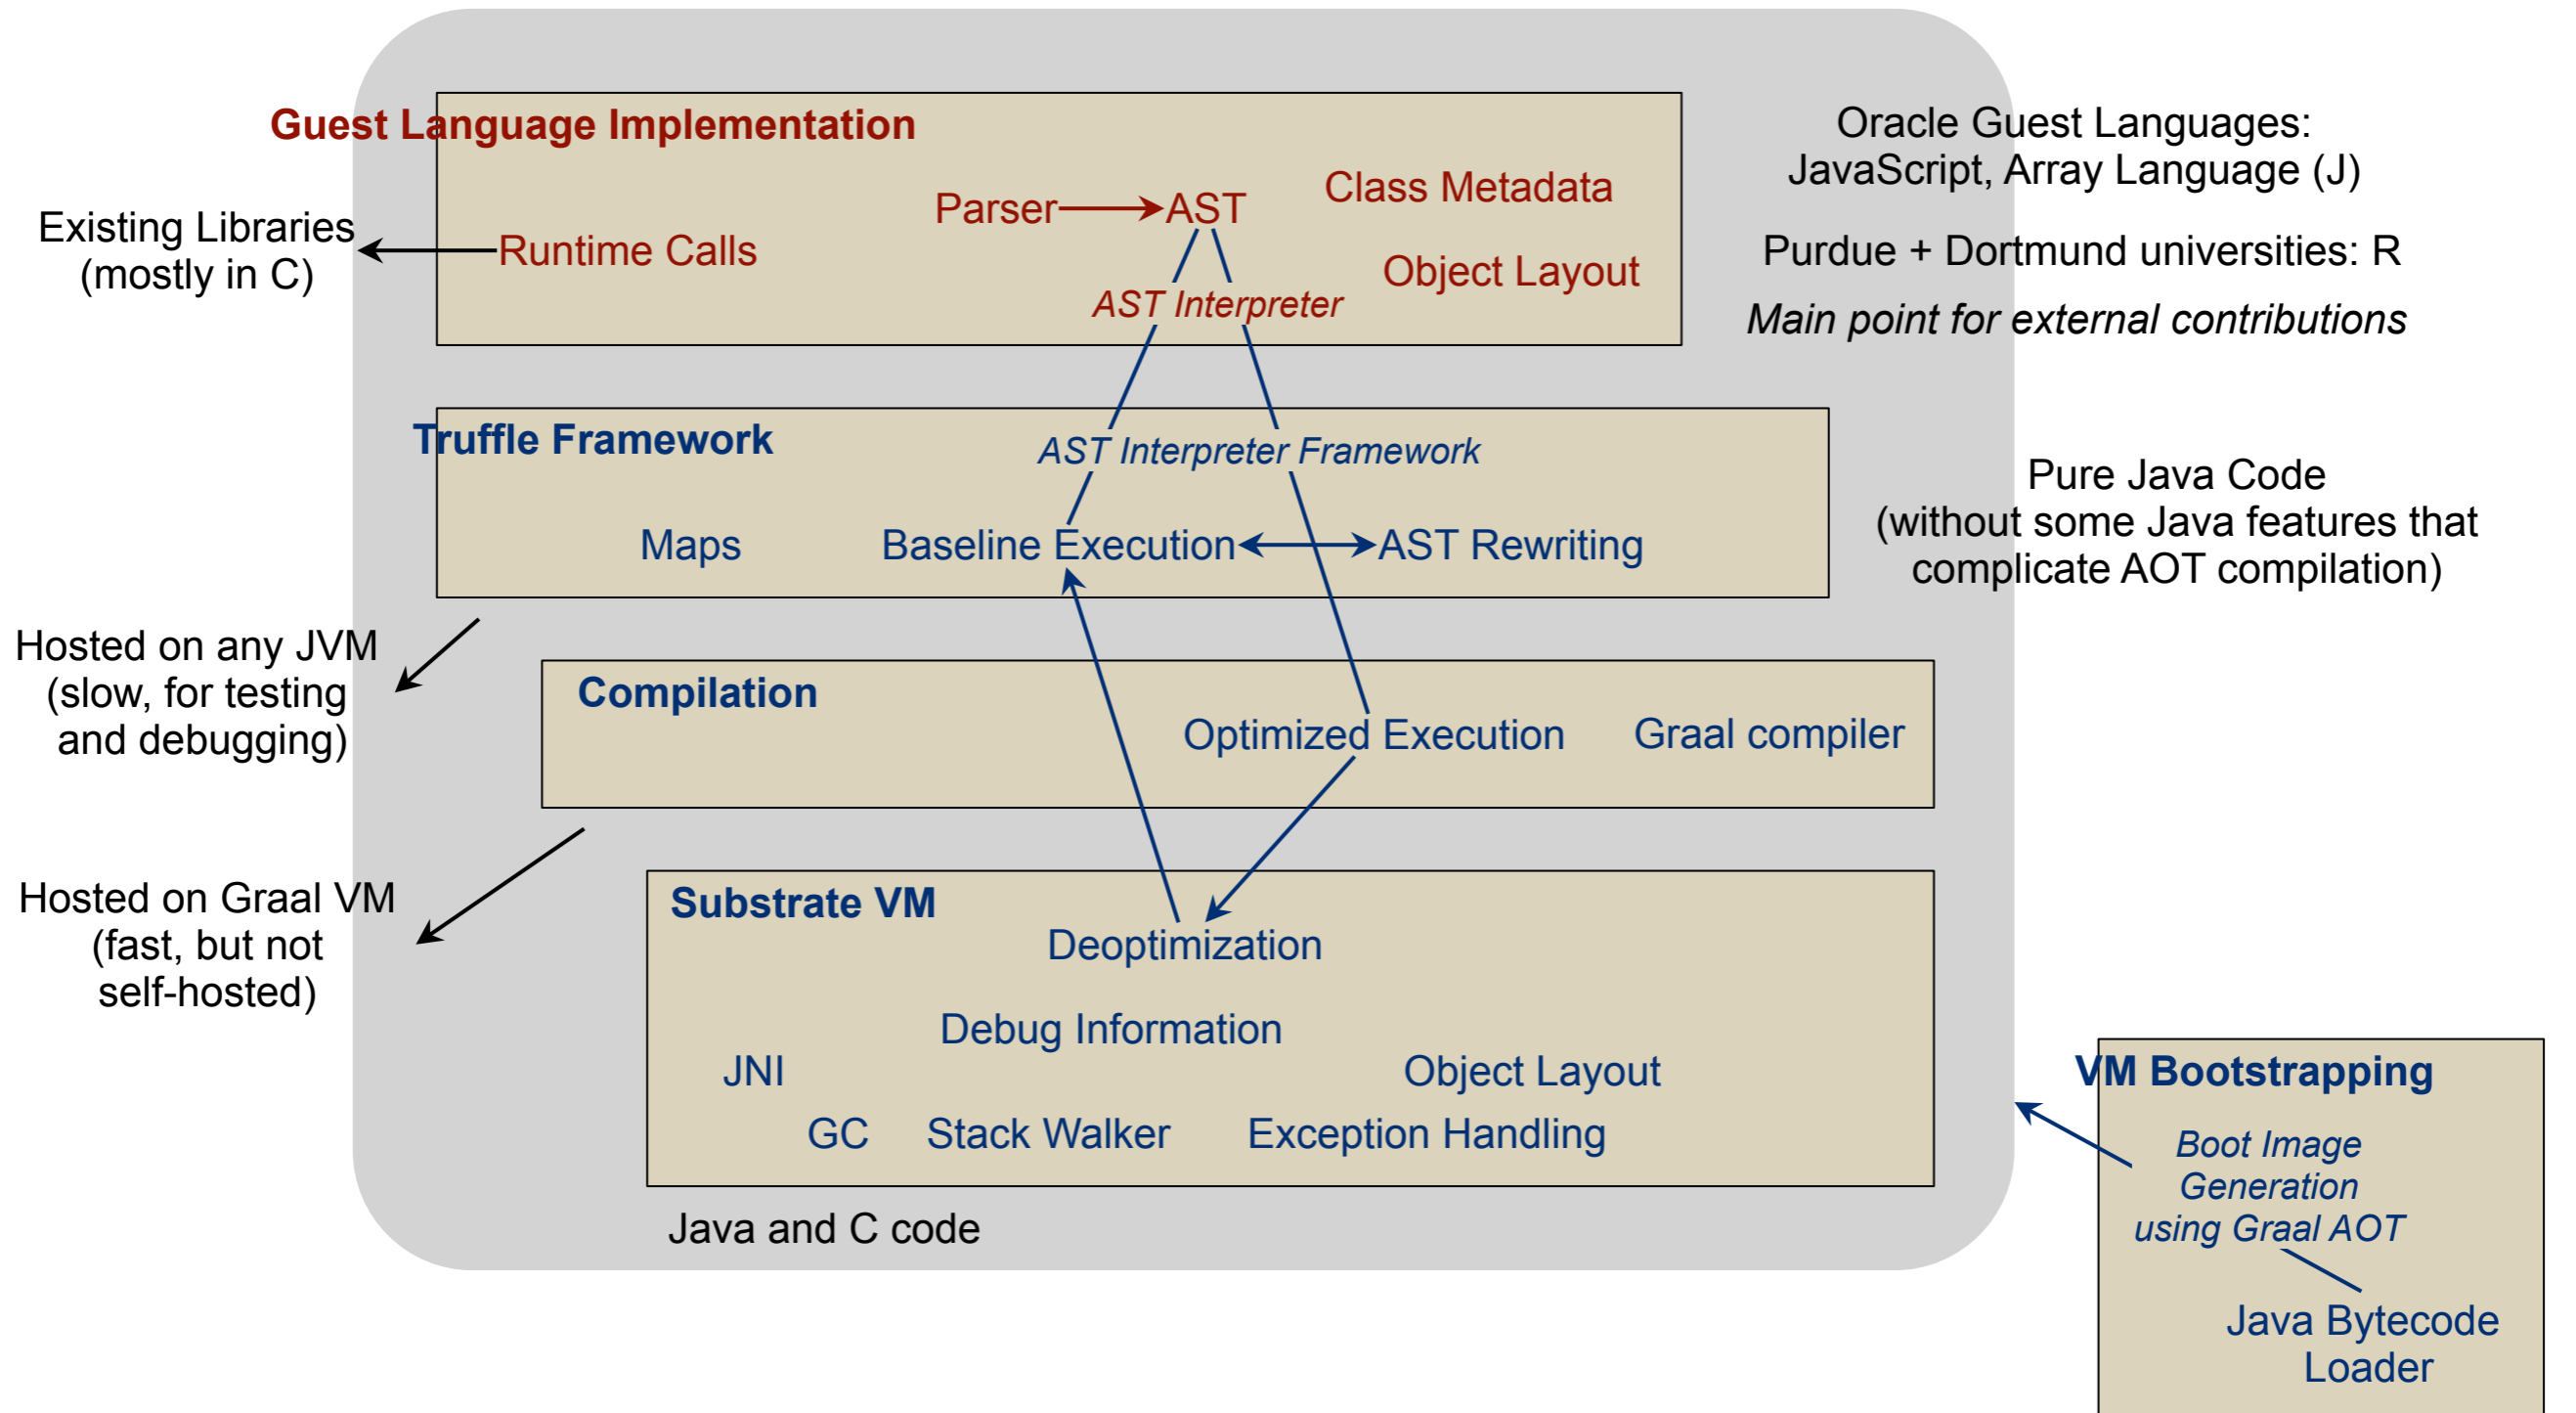 Guest Language Implementation
Parser
AST
Class Metadata
Runtime Calls
Object Layout
AST Interpreter
Existing Libraries
(mostly in C)
Oracle Guest Languages:
JavaScript, Array Language (J)
Purdue + Dortmund universities: R
Main point for external contributions
Truffle Framework
AST Interpreter Framework
Maps
Baseline Execution
AST Rewriting
Pure Java Code
(without some Java features that
complicate AOT compilation)
Hosted on any JVM
(slow, for testing
and debugging)
Compilation
Optimized Execution
Graal compiler
Hosted on Graal VM
(fast, but not
self-hosted)
Substrate VM
Deoptimization
Debug Information
JNI
Object Layout
GC
Stack Walker
Exception Handling
Java and C code
VM Bootstrapping
Boot Image
Generation
using Graal AOT
Java Bytecode
Loader